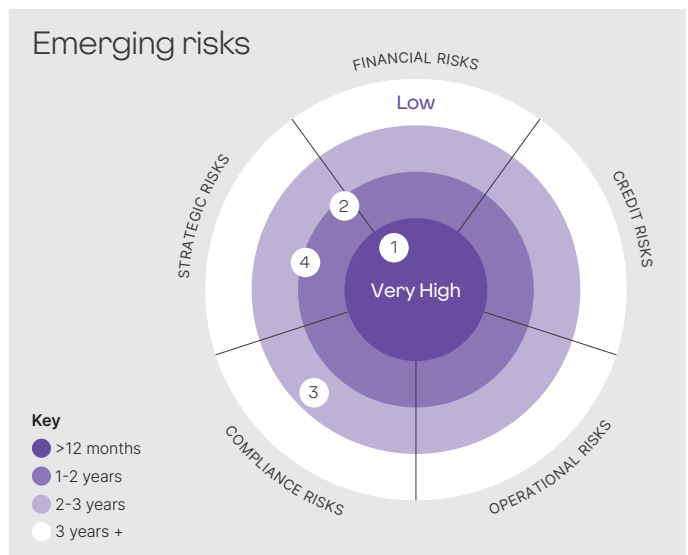 Emerging risks
FINANCIAL RISKS
Low
STRATEGIC RISKS
CREDIT RISKS
2
1
4
Very High
3
COMPLIANCE RISKS
OPERATIONAL RISKS
Key
>12 months
1-2 years
2-3 years
3 years +